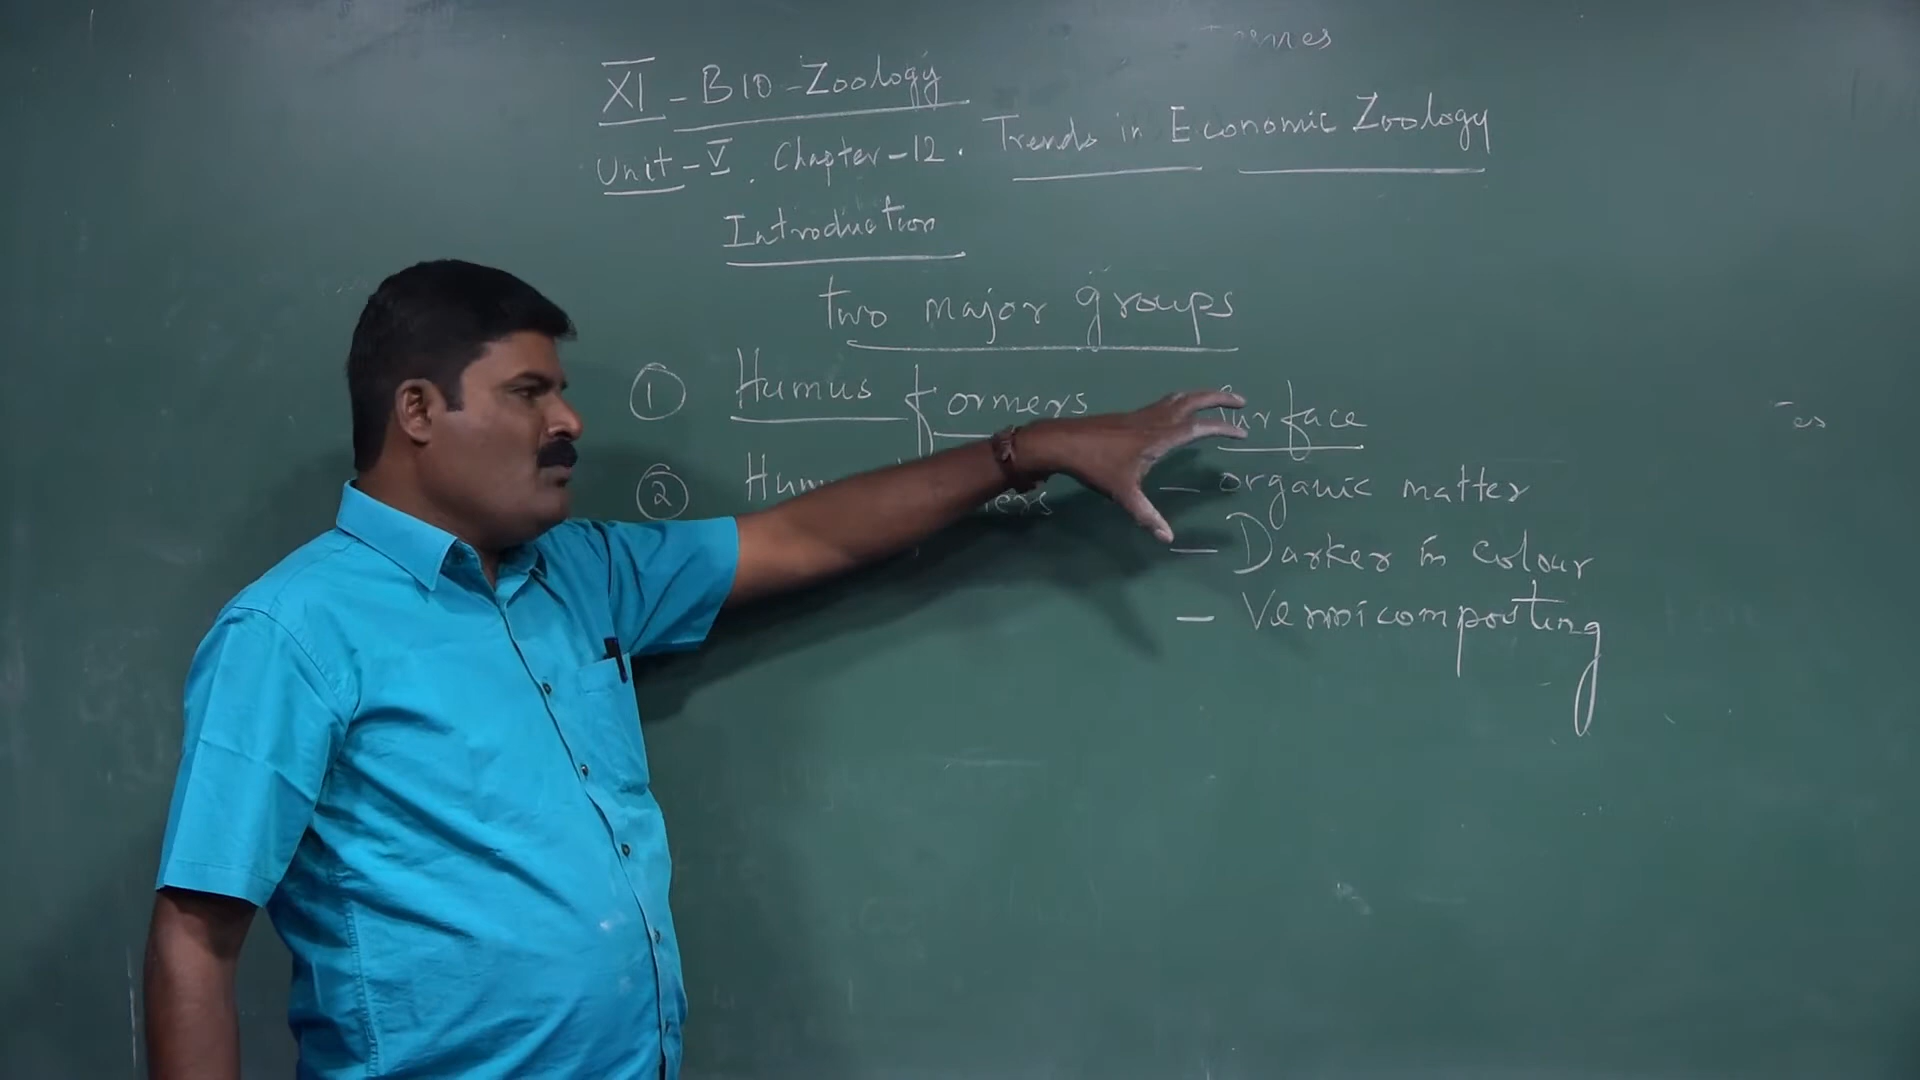 XI - BIO - Zoology
Unit - V. Chapter - 12. Trends in Economic Zoology
Introduction
two major groups
① Humus formers
Surface
②
- organic matter
- Darker in colour
- Vermicomposting